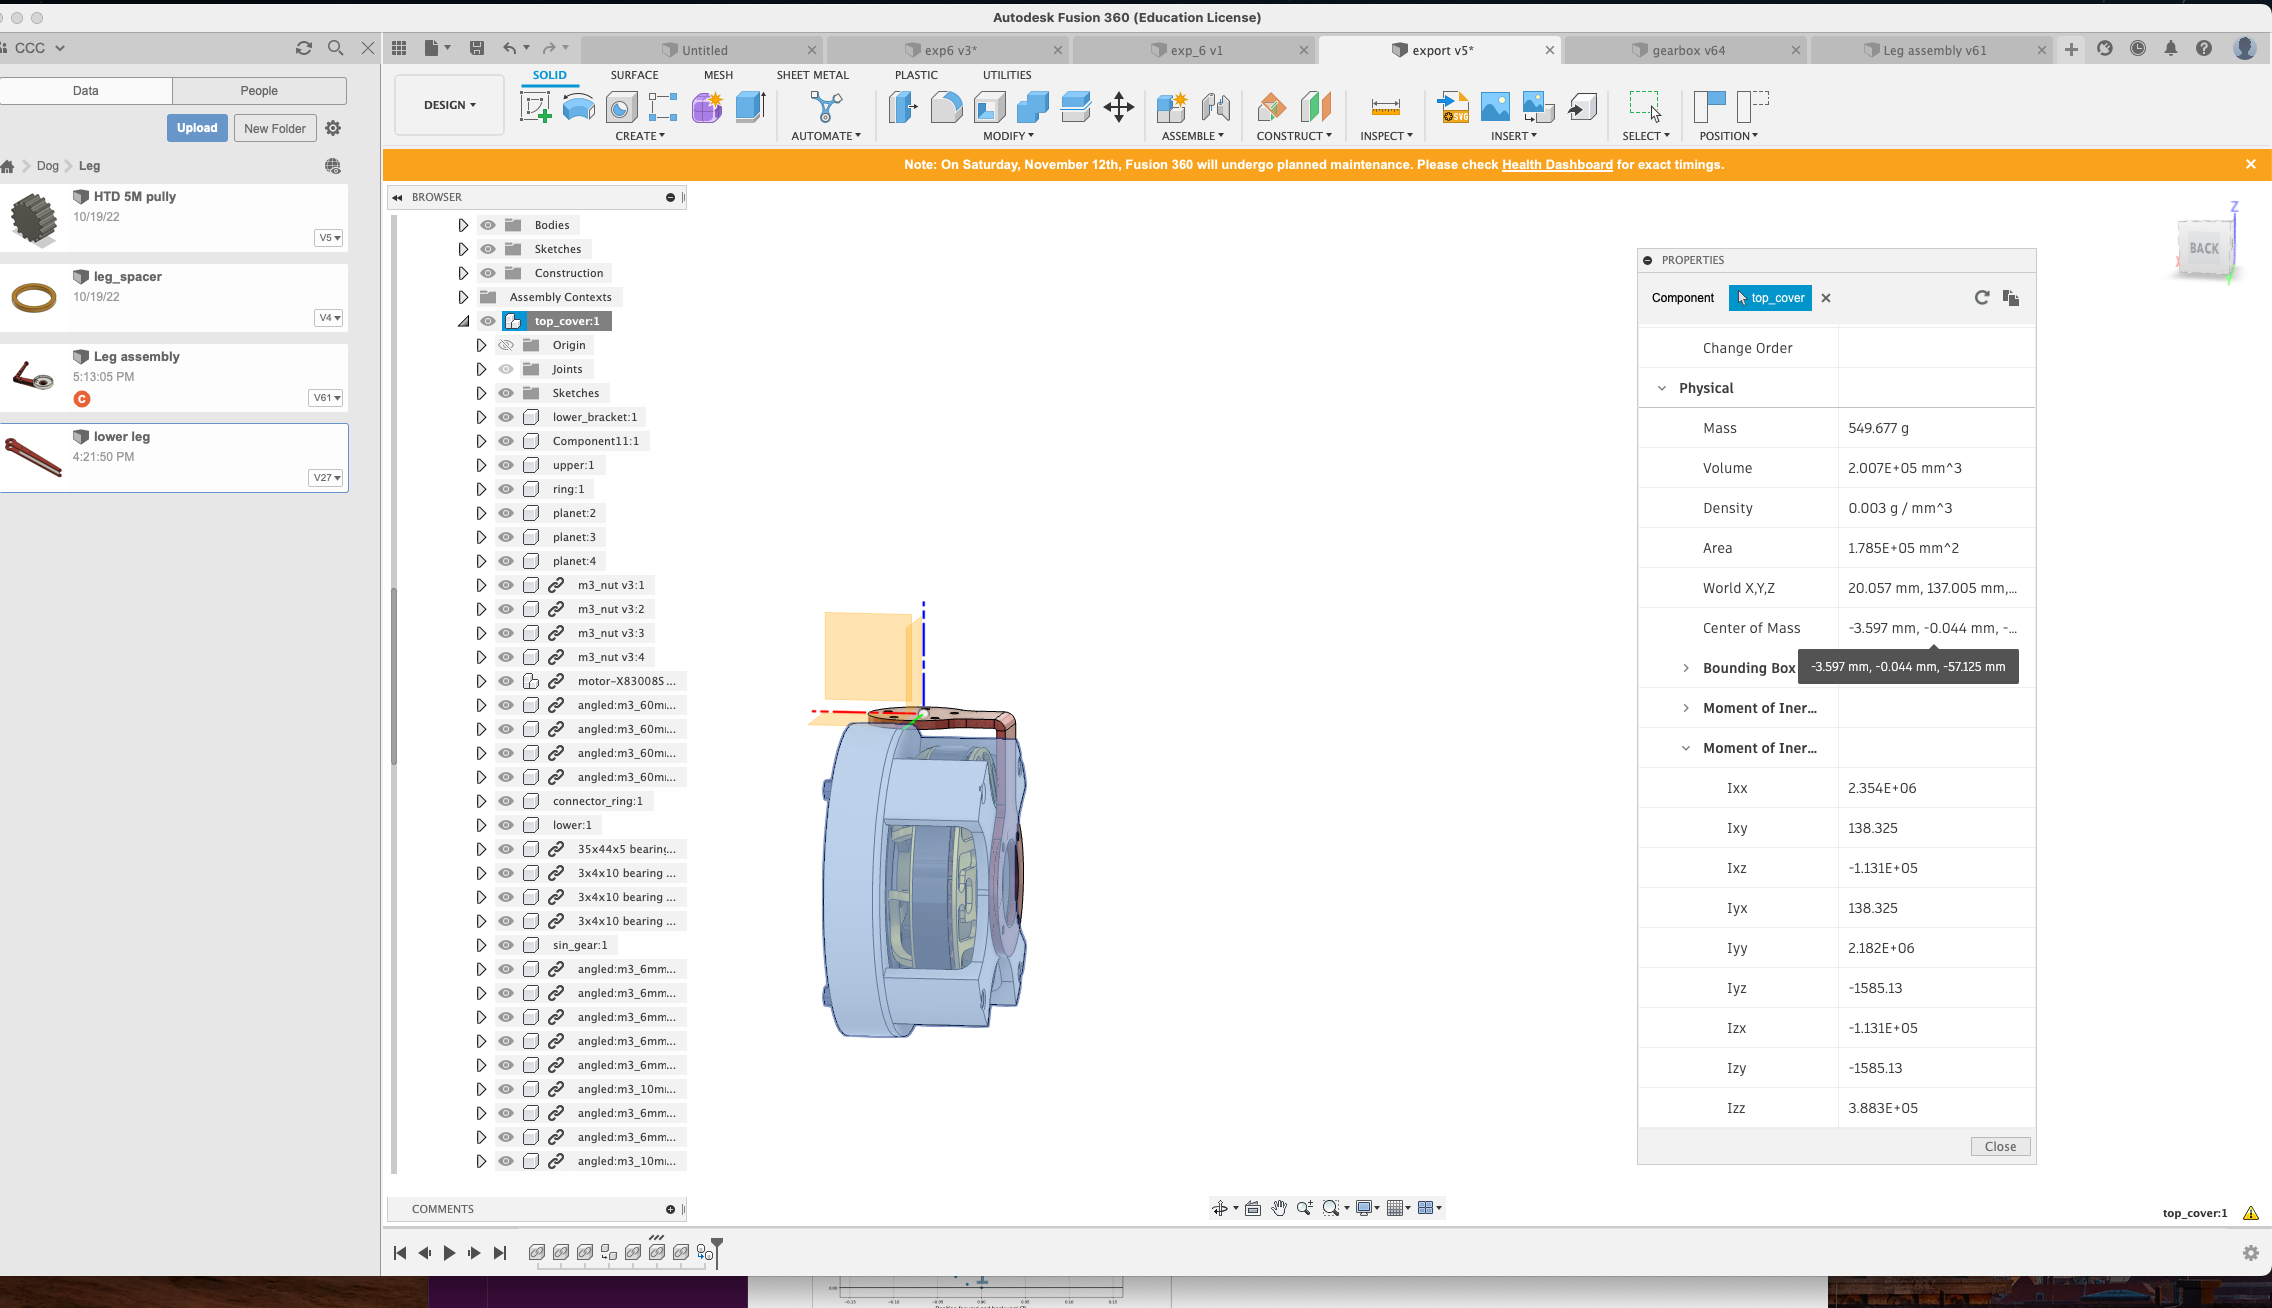 Autodesk Fusion 360 (Education License)
CCC
Untitled
exp6 v3*
exp_6 v1
export v5*
gearbox v64
Leg assembly v61
Data
People
Upload
New Folder
Dog
Leg
HTD 5M pully
10/19/22
V5
leg_spacer
10/19/22
V4
Leg assembly
5:13:05 PM
C
V61
lower leg
4:21:50 PM
V27
DESIGN
SOLID
SURFACE
MESH
SHEET METAL
PLASTIC
UTILITIES
SVG
CREATE
AUTOMATE
MODIFY
ASSEMBLE
CONSTRUCT
INSPECT
INSERT
SELECT
POSITION
Note: On Saturday, November 12th, Fusion 360 will undergo planned maintenance. Please check Health Dashboard for exact timings.
BROWSER
Bodies
Sketches
Construction
Assembly Contexts
top_cover:1
Origin
Joints
Sketches
lower_bracket:1
Component11:1
upper:1
ring:1
planet:2
planet:3
planet:4
m3_nut v3:1
m3_nut v3:2
m3_nut v3:3
m3_nut v3:4
motor-X83008S...
angled:m3_60m...
angled:m3_60m...
angled:m3_60m...
angled:m3_60m...
connector_ring:1
lower:1
35x44x5 bearing...
3x4x10 bearing ...
3x4x10 bearing ...
3x4x10 bearing ...
sin_gear:1
angled:m3_6mm...
angled:m3_6mm...
angled:m3_6mm...
angled:m3_6mm...
angled:m3_6mm...
angled:m3_10m...
angled:m3_6mm...
angled:m3_6mm...
angled:m3_10m...
COMMENTS
Z
BACK
X
PROPERTIES
Component
top_cover
Change Order
Physical
Mass 549.677 g
Volume 2.007E+05 mm^3
Density 0.003 g / mm^3
Area 1.785E+05 mm^2
World X,Y,Z 20.057 mm, 137.005 mm,...
Center of Mass -3.597 mm, -0.044 mm, -...
Bounding Box
-3.597 mm, -0.044 mm, -57.125 mm
Moment of Iner...
Moment of Iner...
Ixx 2.354E+06
Ixy 138.325
Ixz -1.131E+05
Iyx 138.325
Iyy 2.182E+06
Iyz -1585.13
Izx -1.131E+05
Izy -1585.13
Izz 3.883E+05
Close
top_cover:1